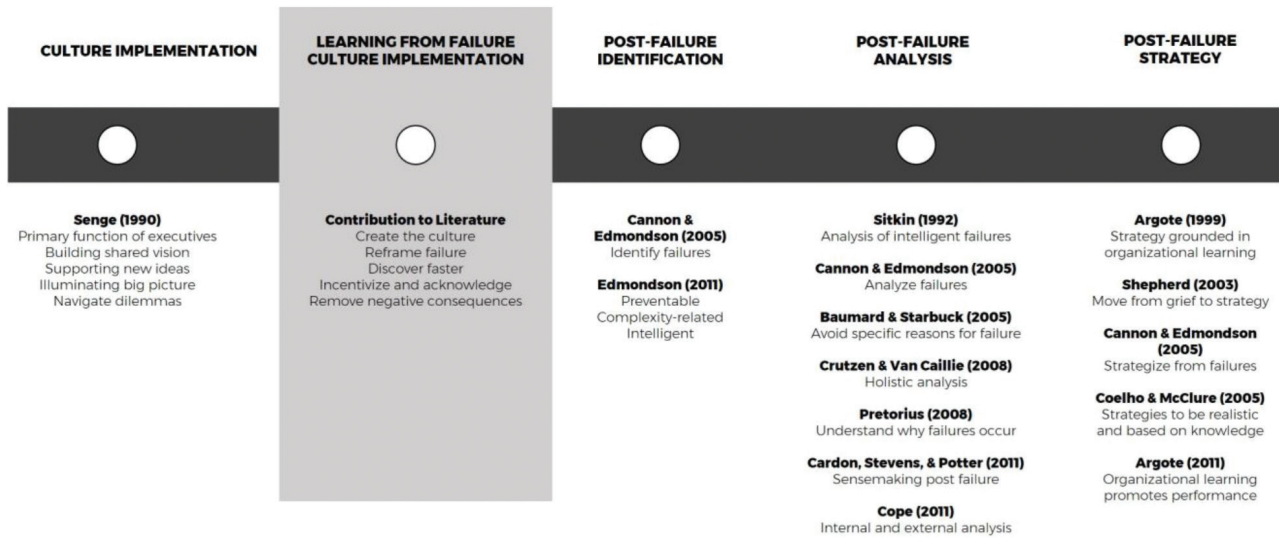 CULTURE IMPLEMENTATION
LEARNING FROM FAILURE
CULTURE IMPLEMENTATION
POST-FAILURE
IDENTIFICATION
POST-FAILURE
ANALYSIS
POST-FAILURE
STRATEGY
Senge (1990)
Primary function of executives
Building shared vision
Supporting new ideas
Illuminating big picture
Navigate dilemmas
Contribution to Literature
Create the culture
Reframe failure
Discover faster
Incentivize and acknowledge
Remove negative consequences
Cannon &
Edmondson (2005)
Identify failures
Edmondson (2011)
Preventable
Complexity-related
Intelligent
Sitkin (1992)
Analysis of intelligent failures
Cannon & Edmondson (2005)
Analyze failures
Baumard & Starbuck (2005)
Avoid specific reasons for failure
Crutzen & Van Caillie (2008)
Holistic analysis
Pretorius (2008)
Understand why failures occur
Cardon, Stevens, & Potter (2011)
Sensemaking post failure
Cope (2011)
Internal and external analysis
Argote (1999)
Strategy grounded in
organizational learning
Shepherd (2003)
Move from grief to strategy
Cannon & Edmondson
(2005)
Strategize from failures
Coelho & McClure (2005)
Strategies to be realistic
and based on knowledge
Argote (2011)
Organizational learning
promotes performance